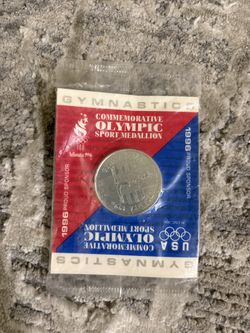 GYMNASTICS
COMMEMORATIVE
OLYMPIC
SPORT MEDALLION
Atlanta 1996
1996 PROUD SPONSOR
1996 PROUD SPONSOR
USA
COMMEMORATIVE
OLYMPIC
SPORT MEDALLION
GYMNASTICS